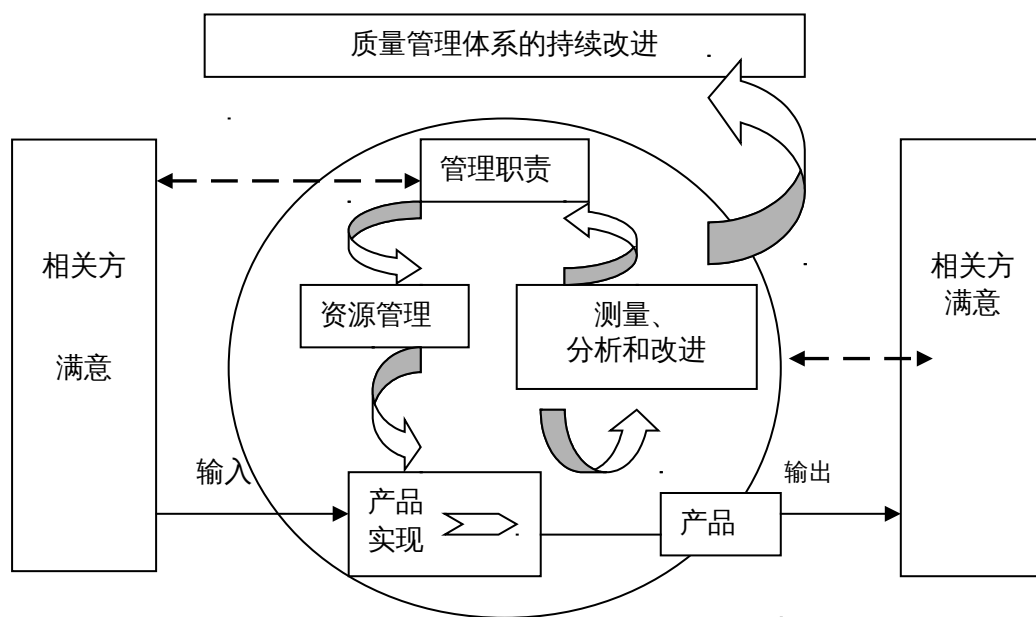 质量管理体系的持续改进
管理职责
相关方
满意
相关方
满意
资源管理
测量、
分析和改进
输入
输出
产品
实现
产品